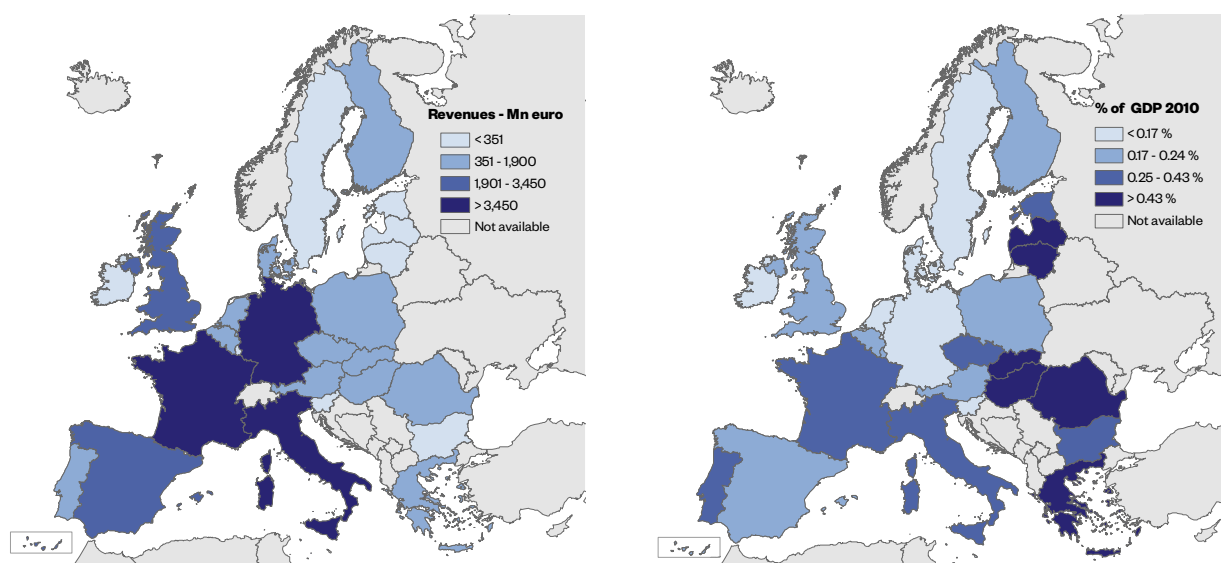 Revenues - Mn euro
< 351
351 - 1,900
1,901 - 3,450
> 3,450
Not available
% of GDP 2010
< 0.17 %
0.17 - 0.24 %
0.25 - 0.43 %
> 0.43 %
Not available